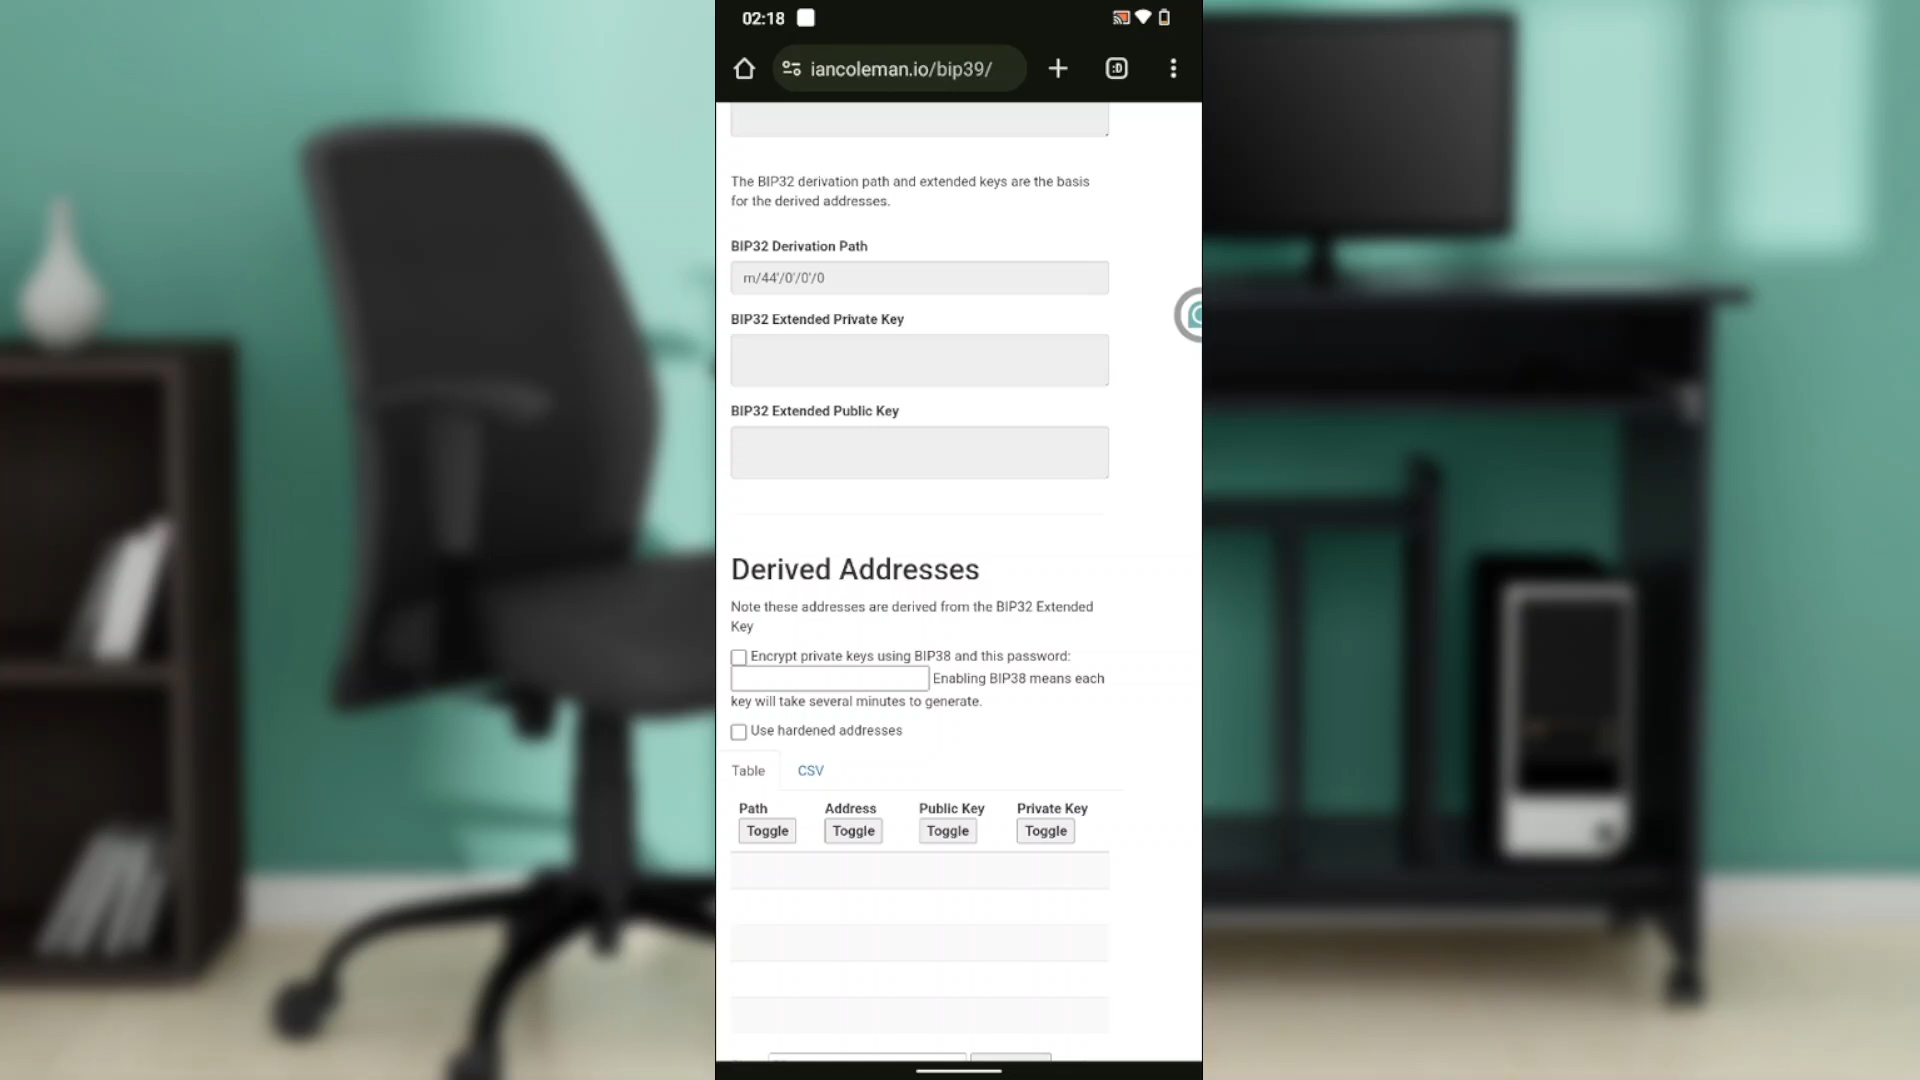 02:18
iancoleman.io/bip39/
:D
The BIP32 derivation path and extended keys are the basis
for the derived addresses.
BIP32 Derivation Path
m/44'/0'/0'/0
BIP32 Extended Private Key
BIP32 Extended Public Key
Derived Addresses
Note these addresses are derived from the BIP32 Extended
Key
Encrypt private keys using BIP38 and this password:
Enabling BIP38 means each
key will take several minutes to generate.
Use hardened addresses
Table CSV
Path Address Public Key Private Key
Toggle Toggle Toggle Toggle